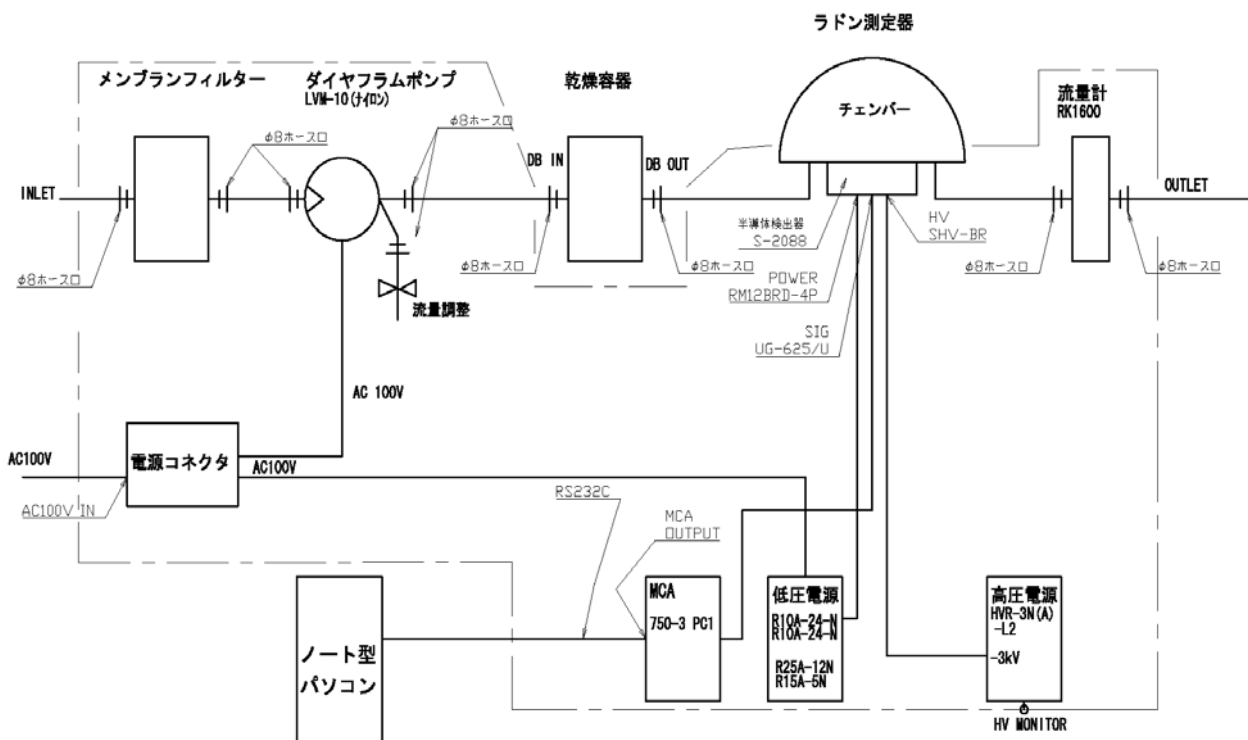 ラドン測定器
メンブランフィルター
ダイヤフラムポンプ
LVM-10(ナイロン)
乾燥容器
チェンバー
流量計
RK1600
φ8ホース口
φ8ホース口
DB IN
DB OUT
INLET
OUTLET
半導体検出器
S-2088
HV
SHV-BR
φ8ホース口
φ8ホース口
φ8ホース口
φ8ホース口
φ8ホース口
POWER
RM12BRD-4P
流量調整
SIG
UG-625/U
AC 100V
電源コネクタ
AC100V
AC100V
AC100V IN
RS232C
MCA
OUTPUT
MCA
750-3 PC1
低圧電源
R10A-24-N
R10A-24-N
R25A-12N
R15A-5N
高圧電源
HVR-3N(A)
-L2
-3kV
ノート型
パソコン
HV MONITOR